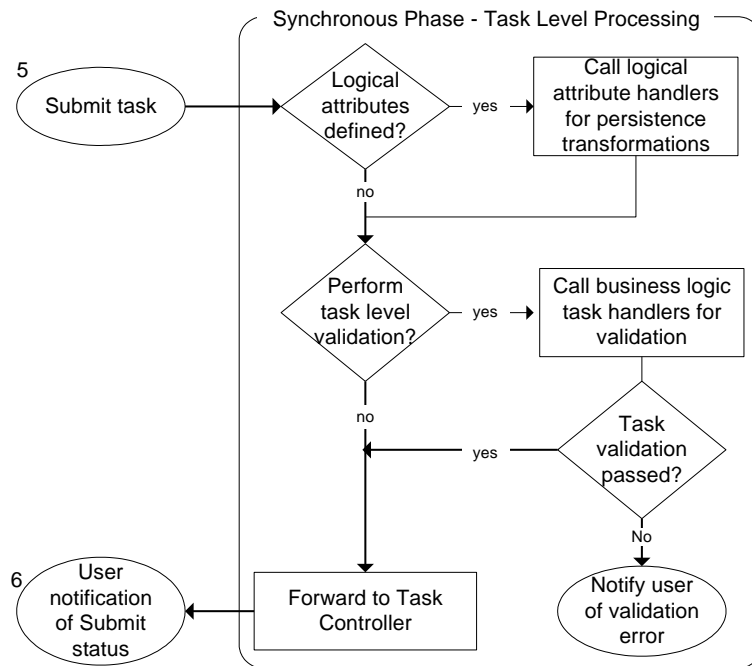 Synchronous Phase - Task Level Processing
5
Submit task
Logical
attributes
defined?
yes
Call logical
attribute handlers
for persistence
transformations
no
Perform
task level
validation?
yes
Call business logic
task handlers for
validation
no
yes
Task
validation
passed?
No
6
User
notification
of Submit
status
Forward to Task
Controller
Notify user
of validation
error